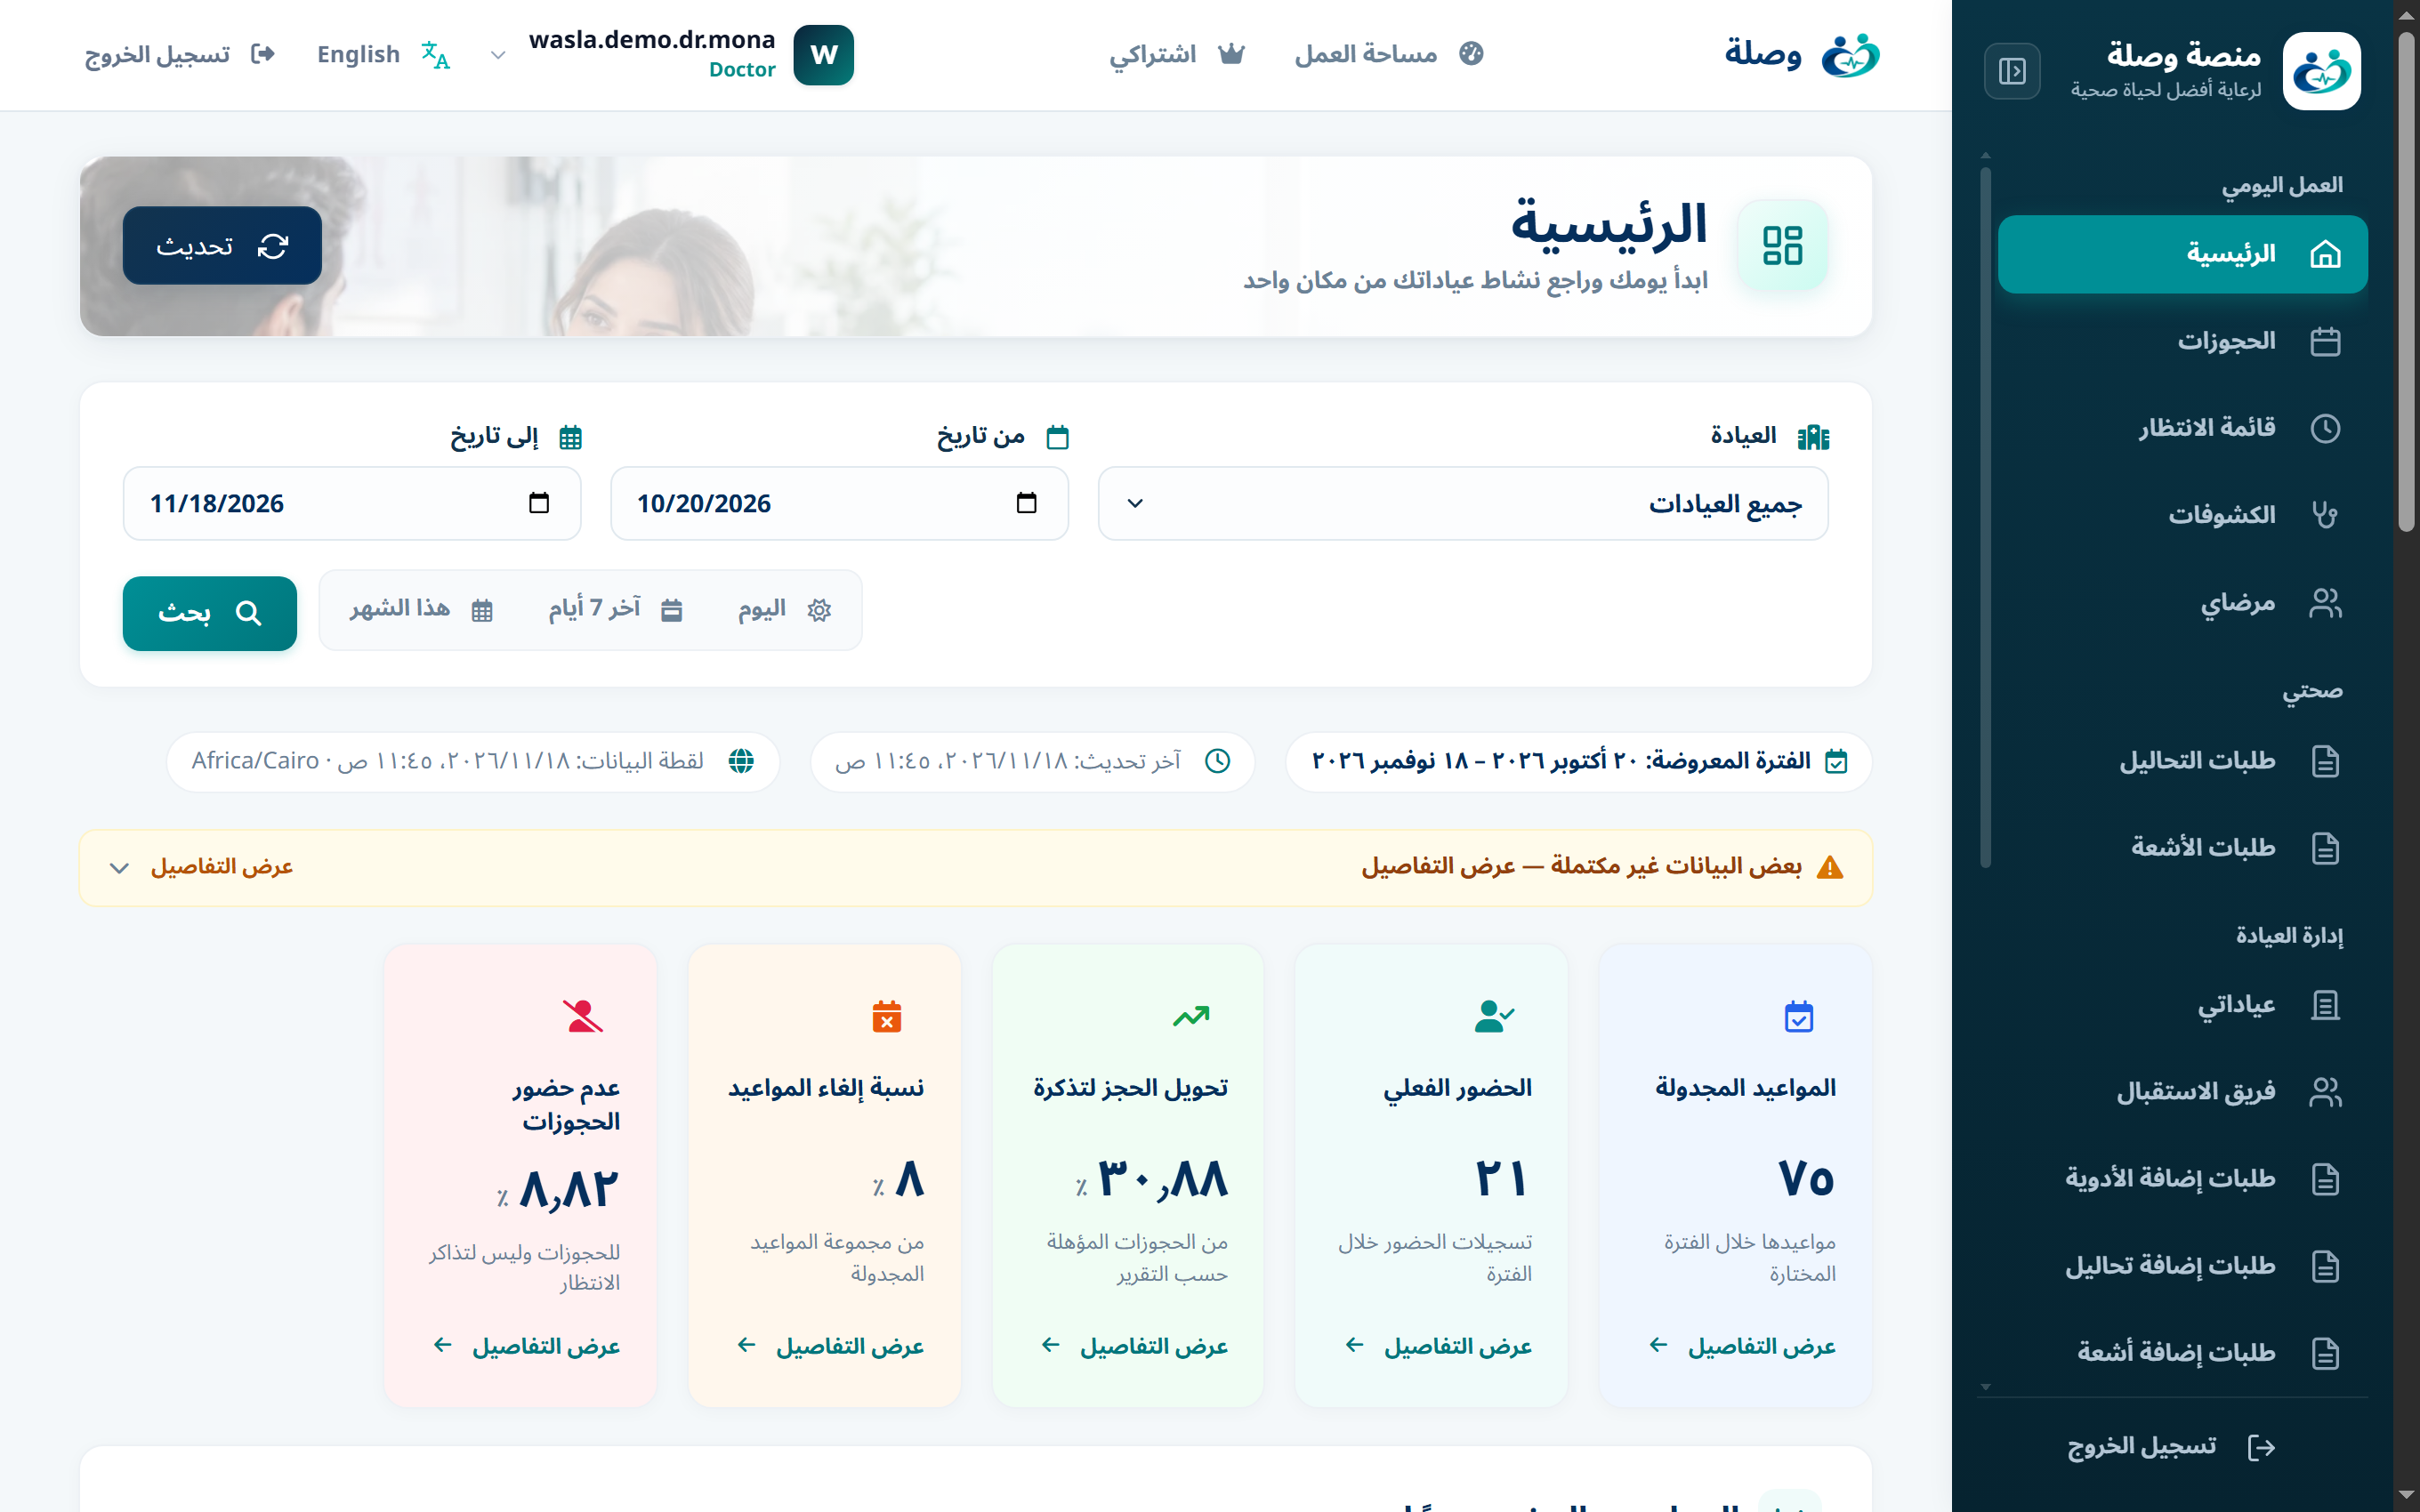 منصة وصلة
لرعاية أفضل لحياة صحية
العمل اليومي
الرئيسية
الحجوزات
قائمة الانتظار
الكشوفات
مرضاي
صحتي
طلبات التحاليل
طلبات الأشعة
إدارة العيادة
عياداتي
فريق الاستقبال
طلبات إضافة الأدوية
طلبات إضافة تحاليل
طلبات إضافة أشعة
تسجيل الخروج
وصلة
مساحة العمل
اشتراكي
W
wasla.demo.dr.mona
Doctor
English
تسجيل الخروج
الرئيسية
ابدأ يومك وراجع نشاط عياداتك من مكان واحد
تحديث
العيادة
من تاريخ
إلى تاريخ
جميع العيادات
10/20/2026
11/18/2026
اليوم
آخر 7 أيام
هذا الشهر
بحث
الفترة المعروضة: ٢٠ أكتوبر ٢٠٢٦ – ١٨ نوفمبر ٢٠٢٦
آخر تحديث: ٢٠٢٦/١١/١٨، ١١:٤٥ ص
لقطة البيانات: ٢٠٢٦/١١/١٨، ١١:٤٥ ص · Africa/Cairo
بعض البيانات غير مكتملة — عرض التفاصيل
عرض التفاصيل
المواعيد المجدولة
٧٥
مواعيدها خلال الفترة
المختارة
عرض التفاصيل
الحضور الفعلي
٢١
تسجيلات الحضور خلال
الفترة
عرض التفاصيل
تحويل الحجز لتذكرة
٣٠٫٨٨ ٪
من الحجوزات المؤهلة
حسب التقرير
عرض التفاصيل
نسبة إلغاء المواعيد
٨ ٪
من مجموعة المواعيد
المجدولة
عرض التفاصيل
عدم حضور
الحجوزات
٨٫٨٢ ٪
للحجوزات وليس لتذاكر
الانتظار
عرض التفاصيل